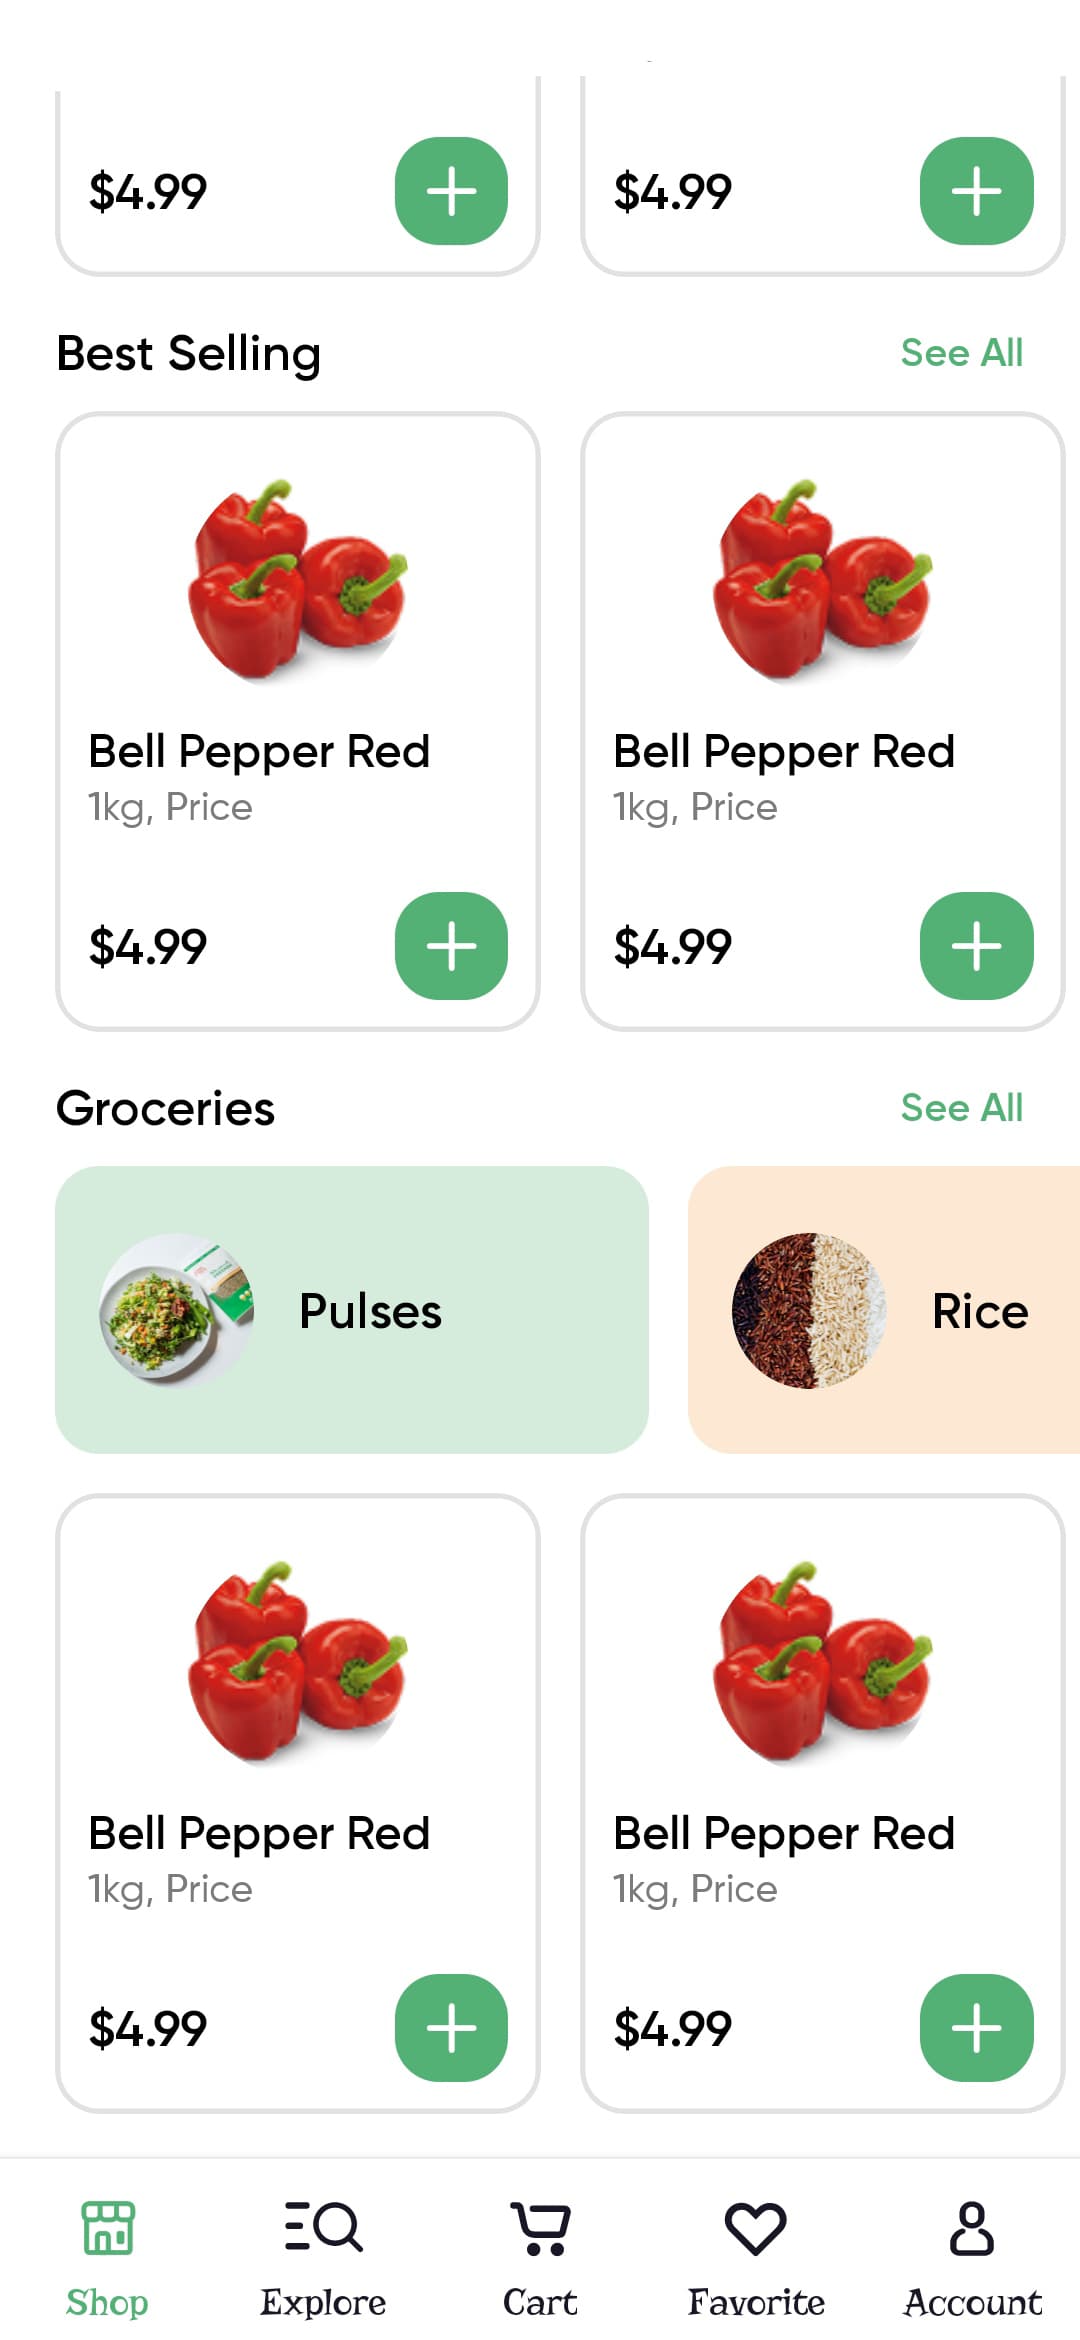 $4.99 $4.99
Best Selling See All
Bell Pepper Red Bell Pepper Red
1kg, Price 1kg, Price
$4.99 $4.99
Groceries See All
Pulses Rice
Bell Pepper Red Bell Pepper Red
1kg, Price 1kg, Price
$4.99 $4.99
Shop Explore Cart Favorite Account